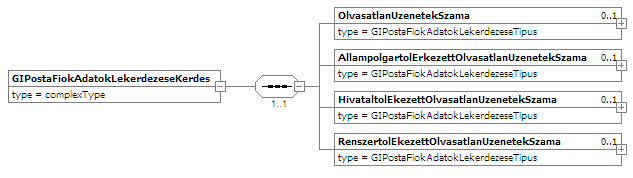 OlvasatlanUzenetekSzama 0..1
type = GIPostaFiokAdatokLekerdezeseTipus
AllampolgartolErkezettOlvasatlanUzenetekSzama 0..1
type = GIPostaFiokAdatokLekerdezeseTipus
GIPostaFiokAdatokLekerdezeseKerdes
type = complexType
1..1
HivataltolEkezettOlvasatlanUzenetekSzama 0..1
type = GIPostaFiokAdatokLekerdezeseTipus
RenszertolEkezettOlvasatlanUzenetekSzama 0..1
type = GIPostaFiokAdatokLekerdezeseTipus